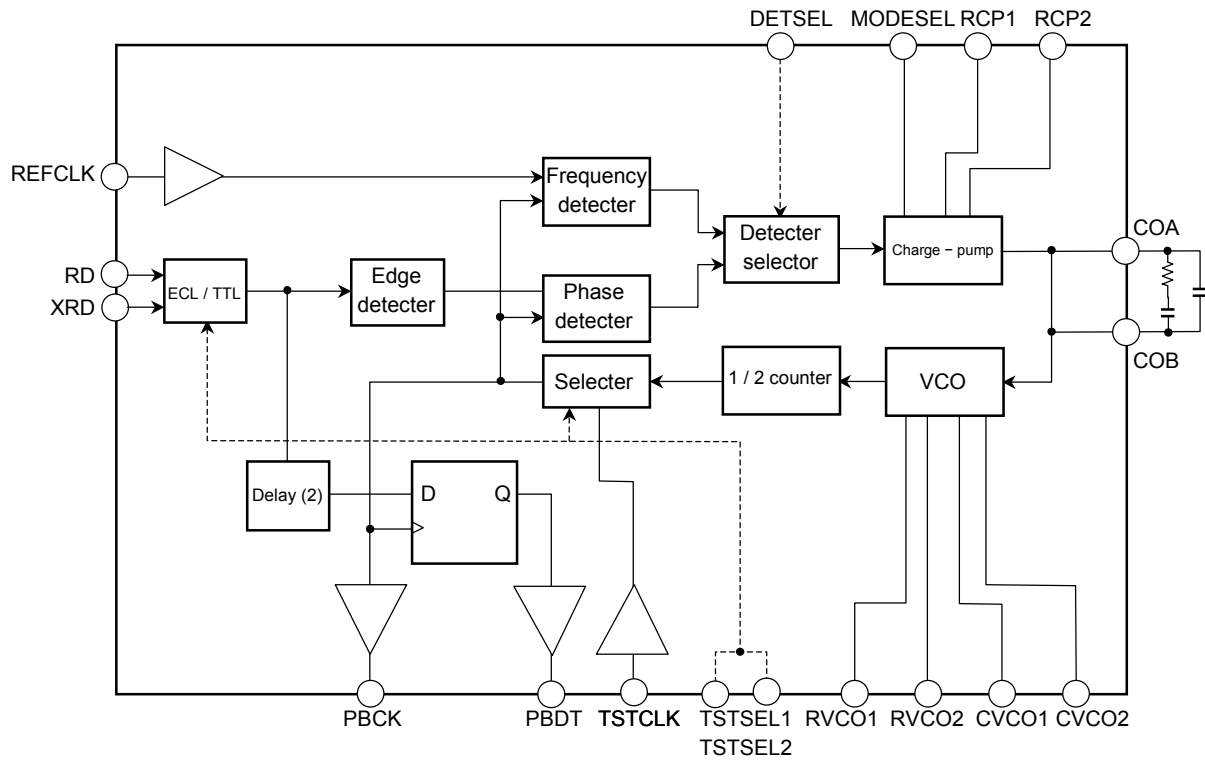 DETSEL
MODESEL
RCP1
RCP2
REFCLK
Frequency
detecter
Detecter
selector
Charge – pump
COA
RD
XRD
ECL / TTL
Edge
detecter
Phase
detecter
COB
Selecter
1 / 2 counter
VCO
Delay (2)
D
Q
PBCK
PBDT
TSTCLK
TSTSEL1
TSTSEL2
RVCO1
RVCO2
CVCO1
CVCO2